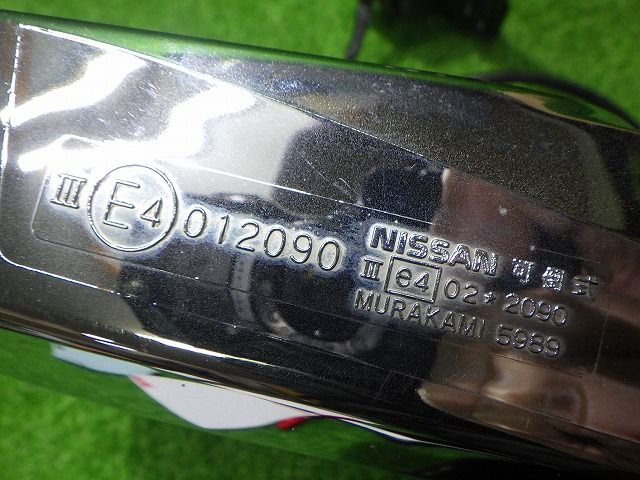 III E4 012090
NISSAN 可倒式
III e4 02*2090
MURAKAMI 5989